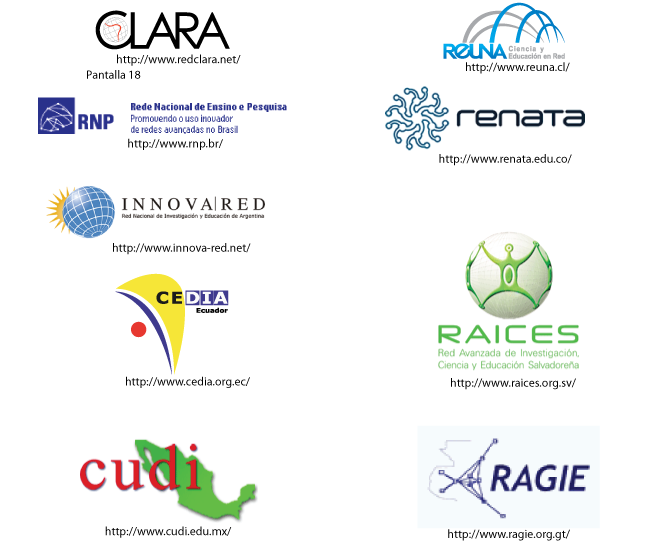 CLARA
http://www.redclara.net/
Pantalla 18
REUNA Ciencia y
Educación en Red
http://www.reuna.cl/
RNP
Rede Nacional de Ensino e Pesquisa
Promovendo o uso inovador
de redes avançadas no Brasil
http://www.rnp.br/
renata
http://www.renata.edu.co/
INNOVA|RED
Red Nacional de Investigación y Educación de Argentina
http://www.innova-red.net/
CEDIA
Ecuador
http://www.cedia.org.ec/
RAICES
Red Avanzada de Investigación,
Ciencia y Educación Salvadoreña
http://www.raices.org.sv/
cudi
http://www.cudi.edu.mx/
RAGIE
http://www.ragie.org.gt/